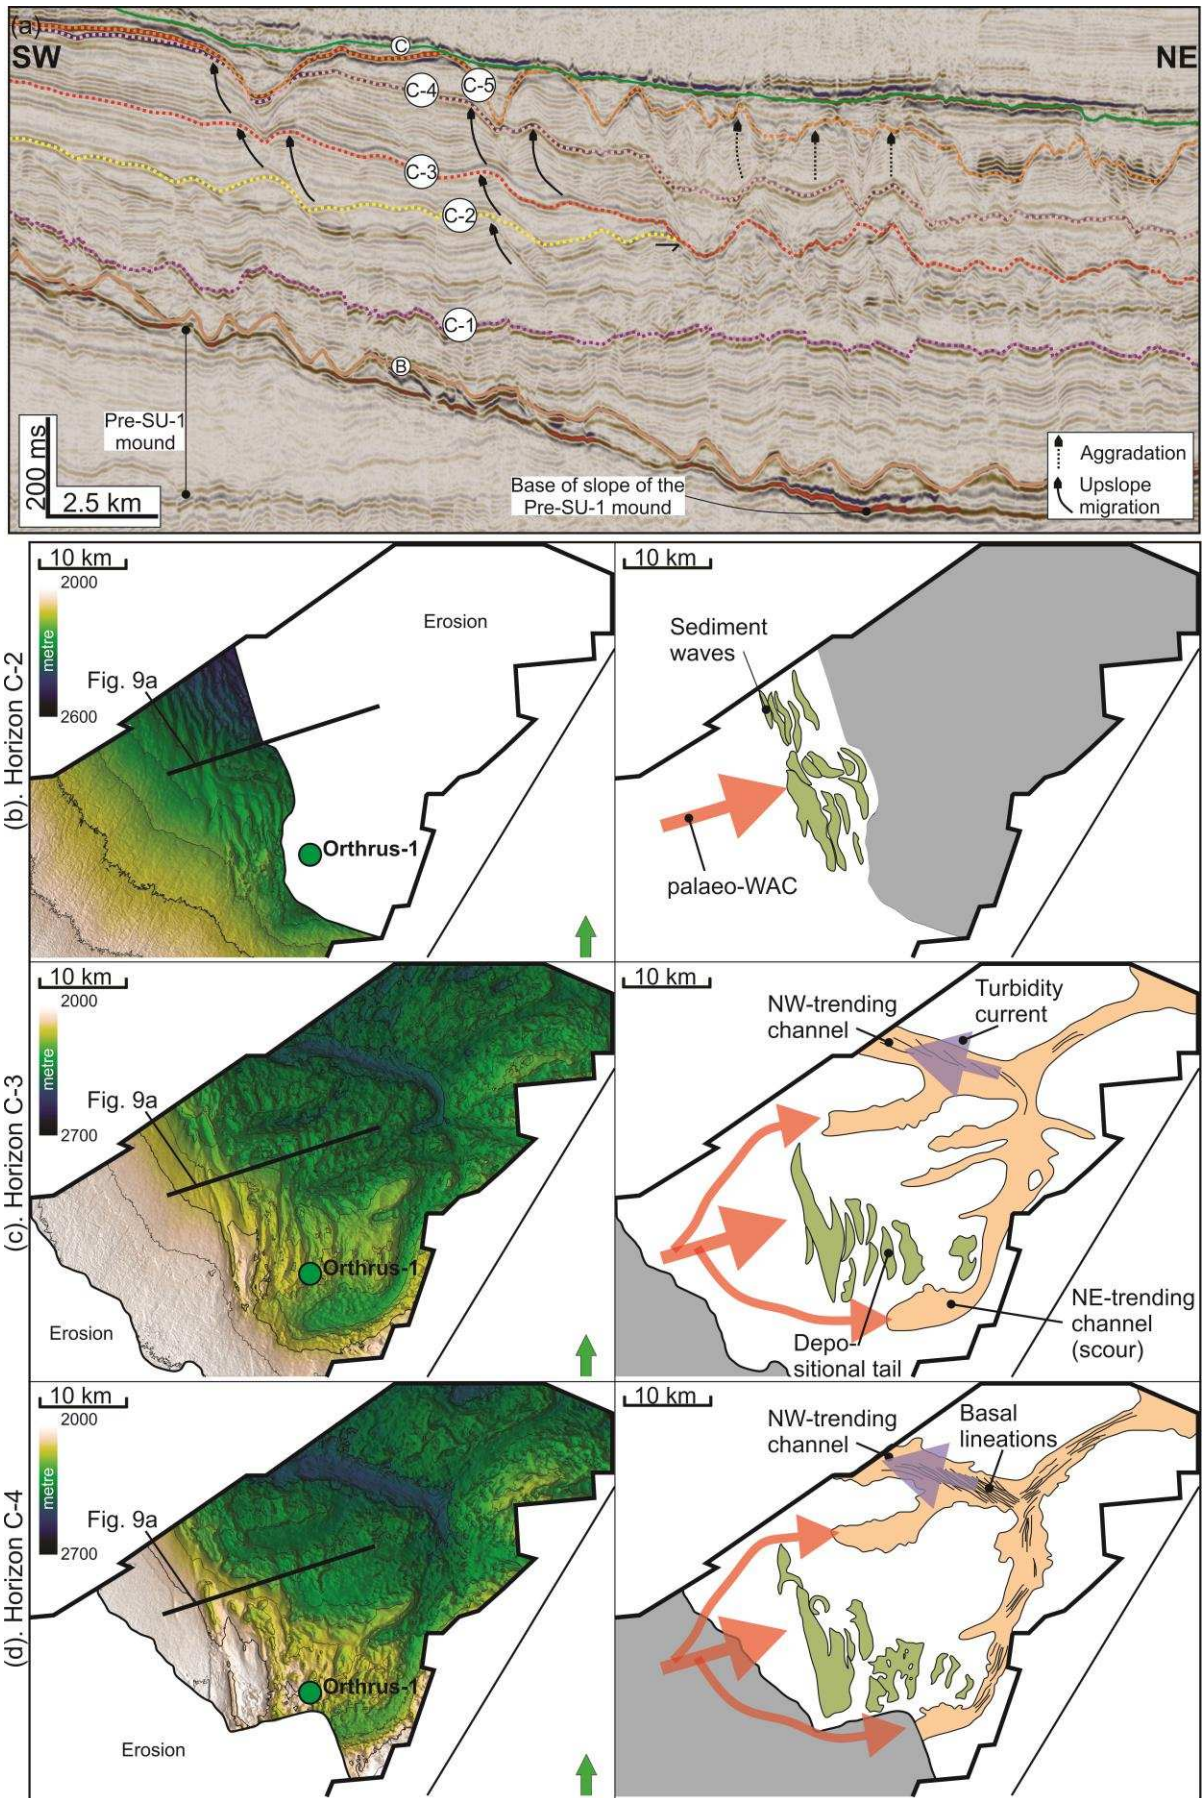 (a)
SW
NE
C
C-4
C-5
C-3
C-2
C-1
B
Pre-SU-1
mound
200 ms
2.5 km
Base of slope of the
Pre-SU-1 mound
Aggradation
Upslope
migration
(b). Horizon C-2
10 km
2000
metre
2600
Fig. 9a
Erosion
Orthrus-1
10 km
Sediment
waves
palaeo-WAC
(c). Horizon C-3
10 km
2000
metre
2700
Fig. 9a
Orthrus-1
Erosion
10 km
NW-trending
channel
Turbidity
current
Depo-
sitional tail
NE-trending
channel
(scour)
(d). Horizon C-4
10 km
2000
metre
2700
Fig. 9a
Orthrus-1
Erosion
10 km
NW-trending
channel
Basal
lineations